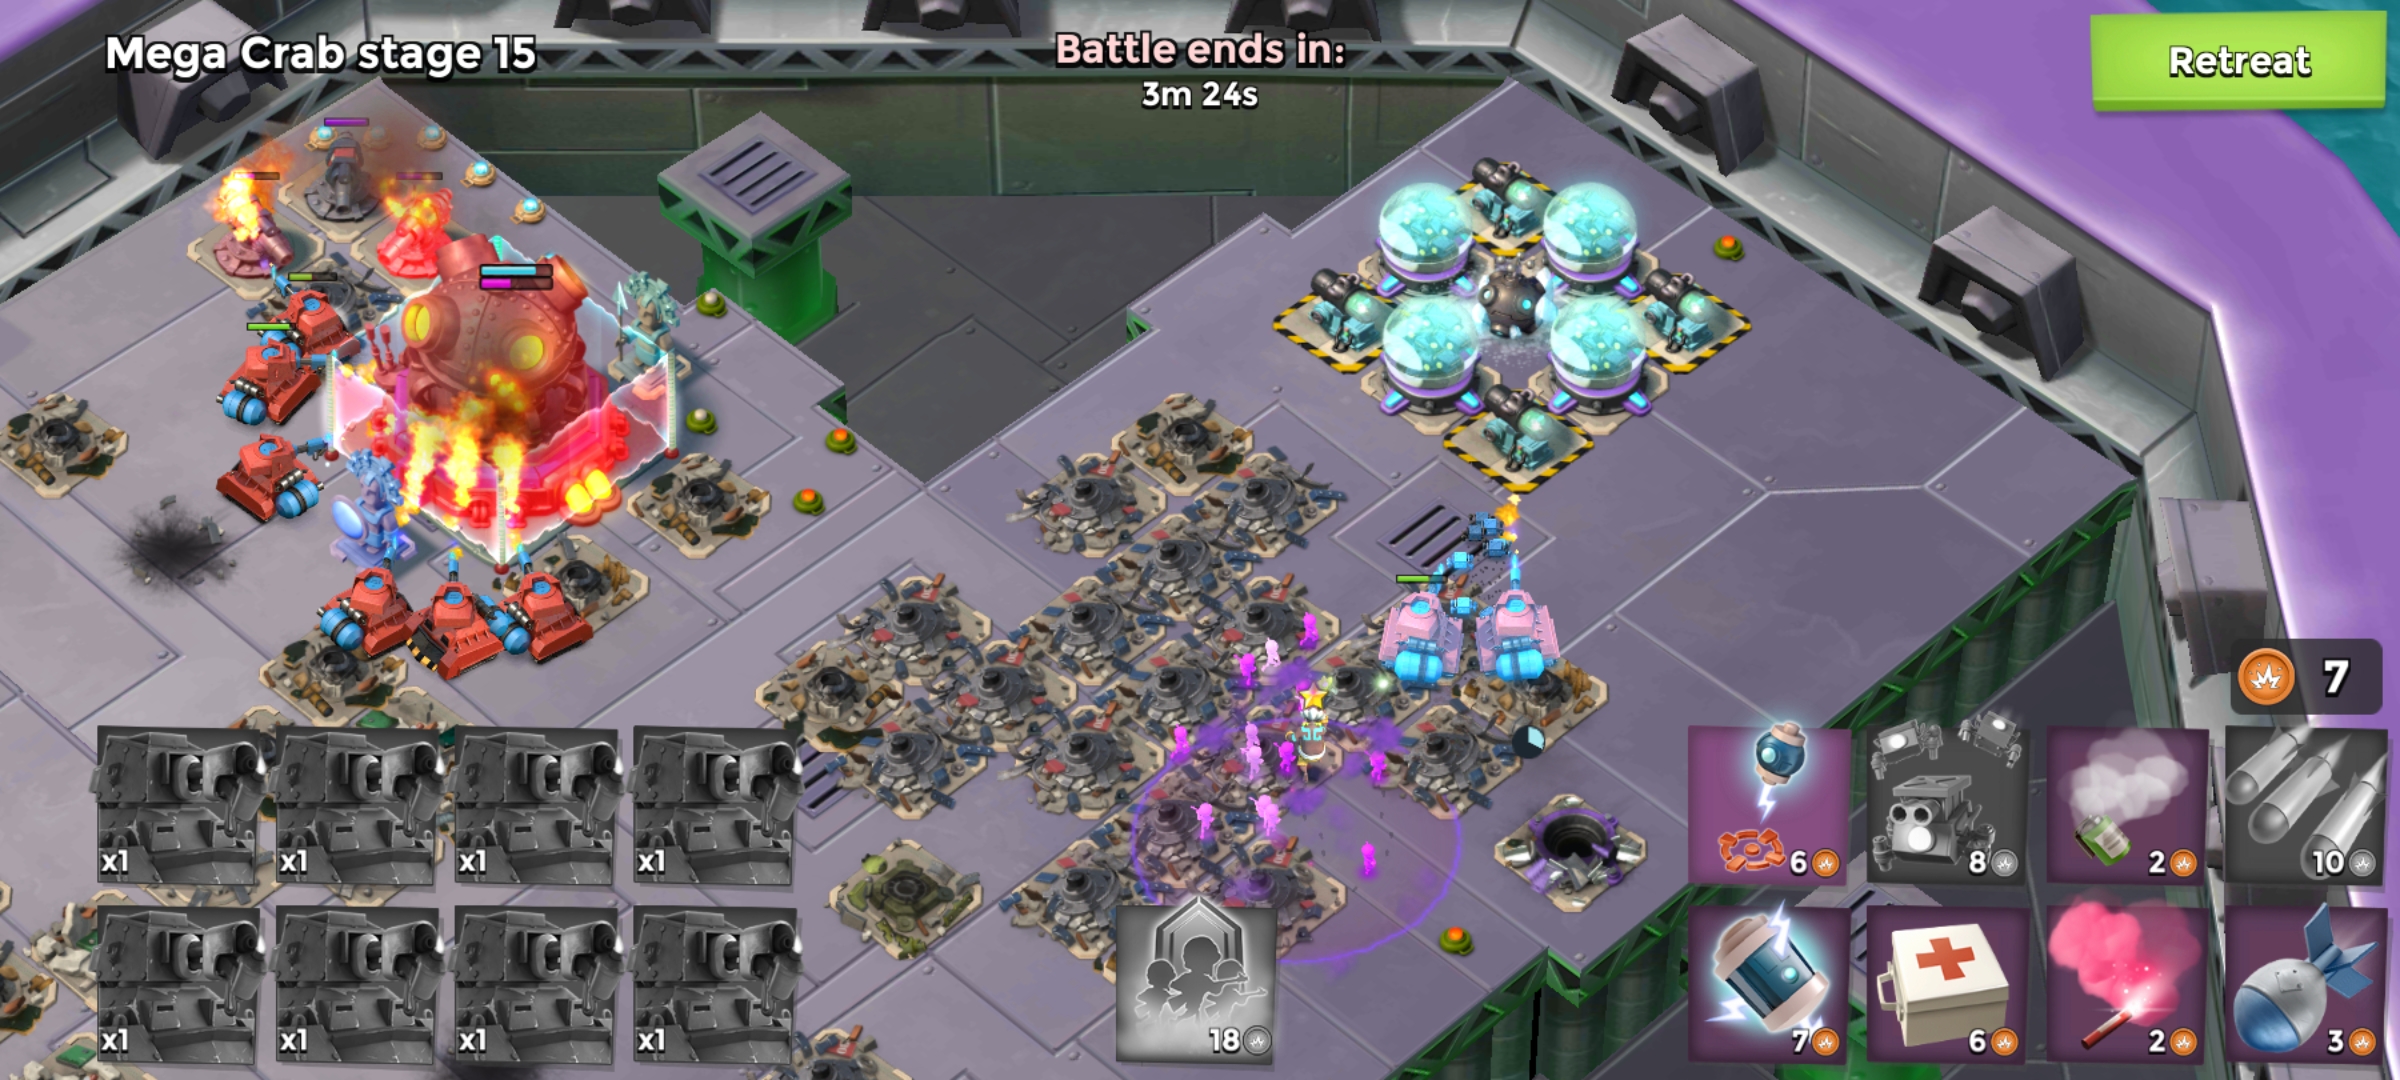 Mega Crab stage 15
Battle ends in:
3m 24s
Retreat
7
x1
x1
x1
x1
6
8
2
10
x1
x1
x1
x1
18
7
6
2
3